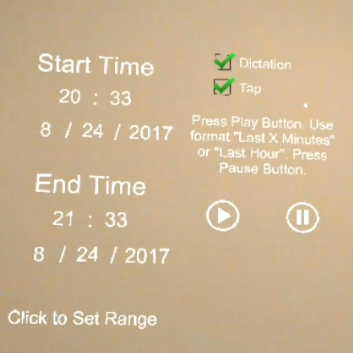 Start Time
20 : 33
8 / 24 / 2017
End Time
21 : 33
8 / 24 / 2017
Click to Set Range
Dictation
Tap
Press Play Button. Use
format "Last X Minutes"
or "Last Hour". Press
Pause Button.